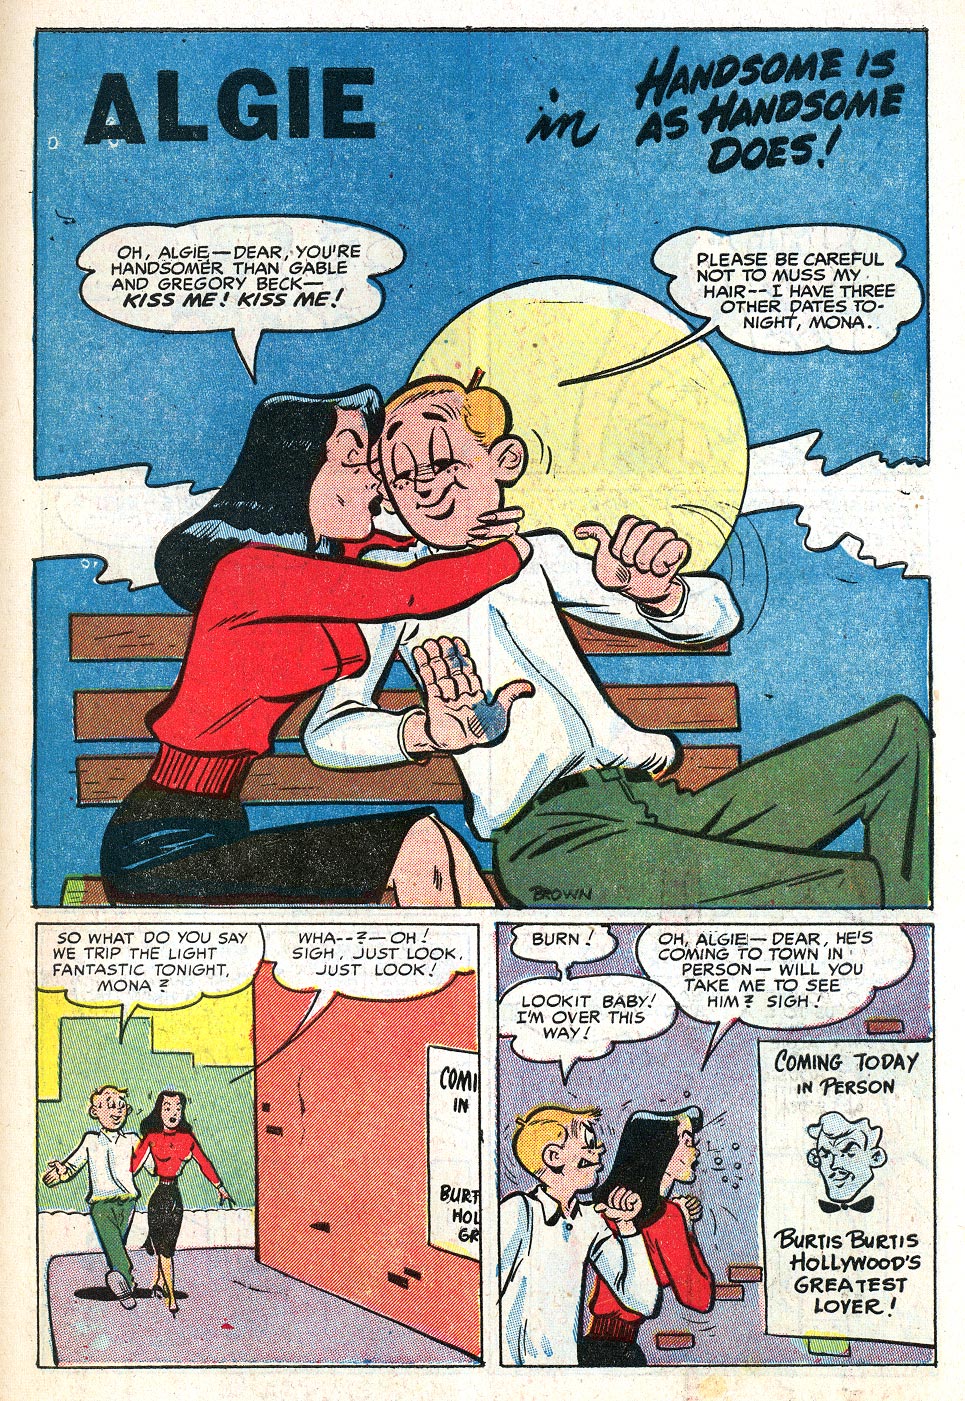 ALGIE
in
HANDSOME IS
AS HANDSOME
DOES!
OH, ALGIE—DEAR, YOU'RE
HANDSOMER THAN GABLE
AND GREGORY BECK—
KISS ME! KISS ME!
PLEASE BE CAREFUL
NOT TO MUSS MY
HAIR-- I HAVE THREE
OTHER DATES TO-
NIGHT, MONA..
BROWN
SO WHAT DO YOU SAY
WE TRIP THE LIGHT
FANTASTIC TONIGHT,
MONA?
WHA--?—OH!
SIGH, JUST LOOK,
JUST LOOK!
COMI
IN
BURT
HOL
GR
BURN!
LOOKIT BABY!
I'M OVER THIS
WAY!
OH, ALGIE—DEAR, HE'S
COMING TO TOWN IN
PERSON—WILL YOU
TAKE ME TO SEE
HIM? SIGH!
COMING TODAY
IN PERSON
BURTIS BURTIS
HOLLYWOOD'S
GREATEST
LOVER!